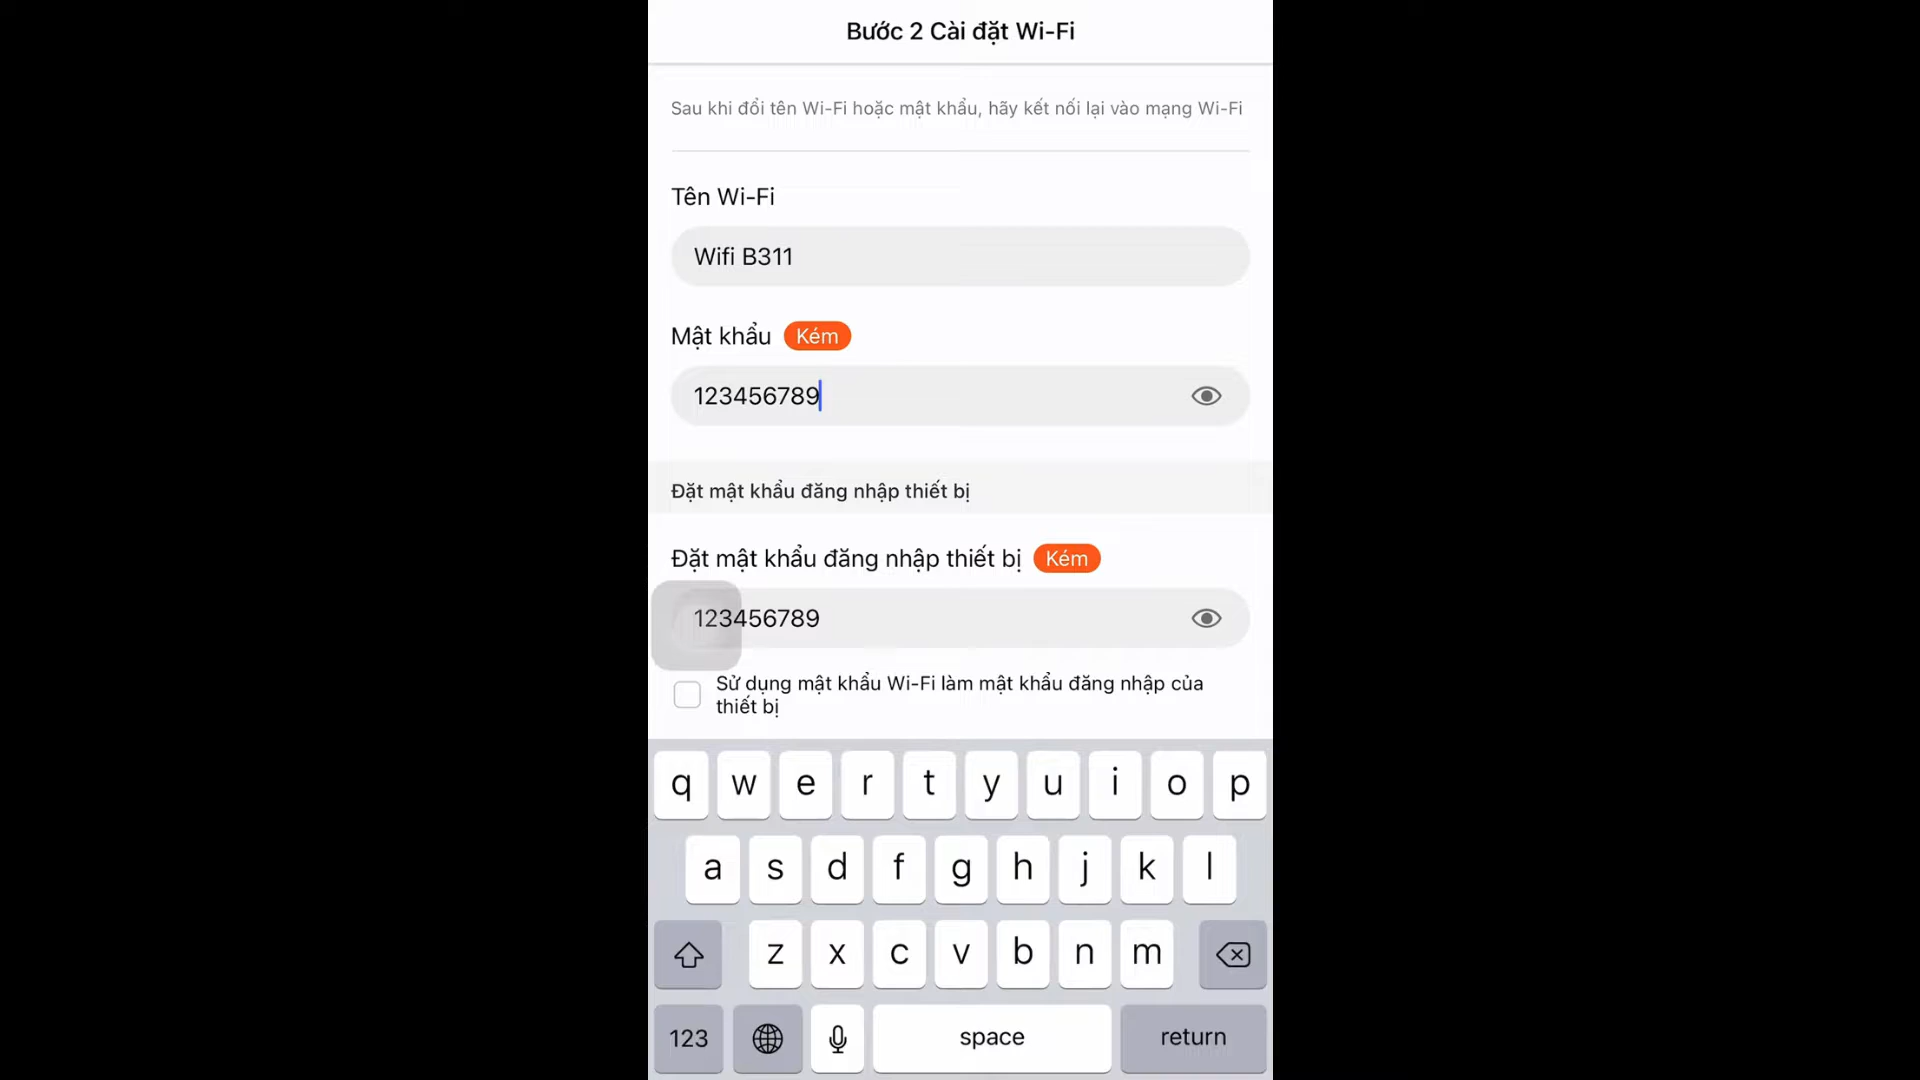 Bước 2 Cài đặt Wi-Fi
Sau khi đổi tên Wi-Fi hoặc mật khẩu, hãy kết nối lại vào mạng Wi-Fi
Tên Wi-Fi
Wifi B311
Mật khẩu Kém
123456789
Đặt mật khẩu đăng nhập thiết bị
Đặt mật khẩu đăng nhập thiết bị Kém
123456789
Sử dụng mật khẩu Wi-Fi làm mật khẩu đăng nhập của
thiết bị
q w e r t y u i o p
a s d f g h j k l
z x c v b n m
123 space return